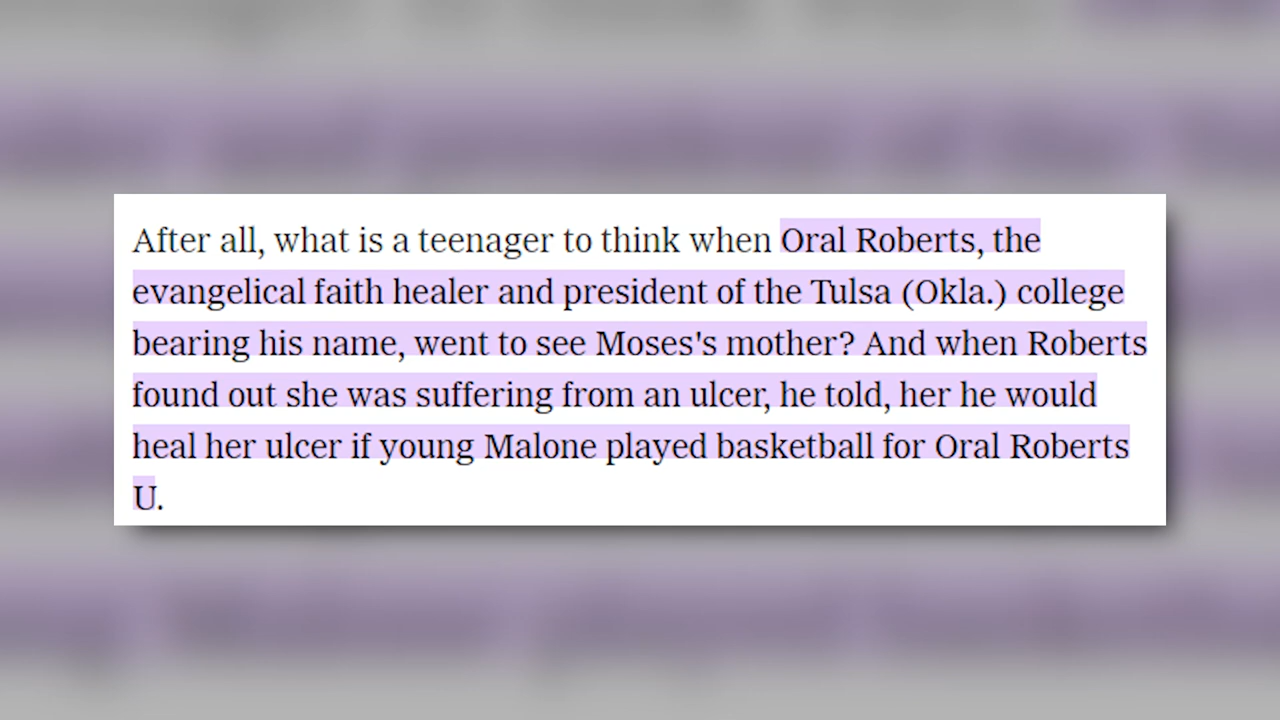 After all, what is a teenager to think when Oral Roberts, the
evangelical faith healer and president of the Tulsa (Okla.) college
bearing his name, went to see Moses's mother? And when Roberts
found out she was suffering from an ulcer, he told, her he would
heal her ulcer if young Malone played basketball for Oral Roberts
U.